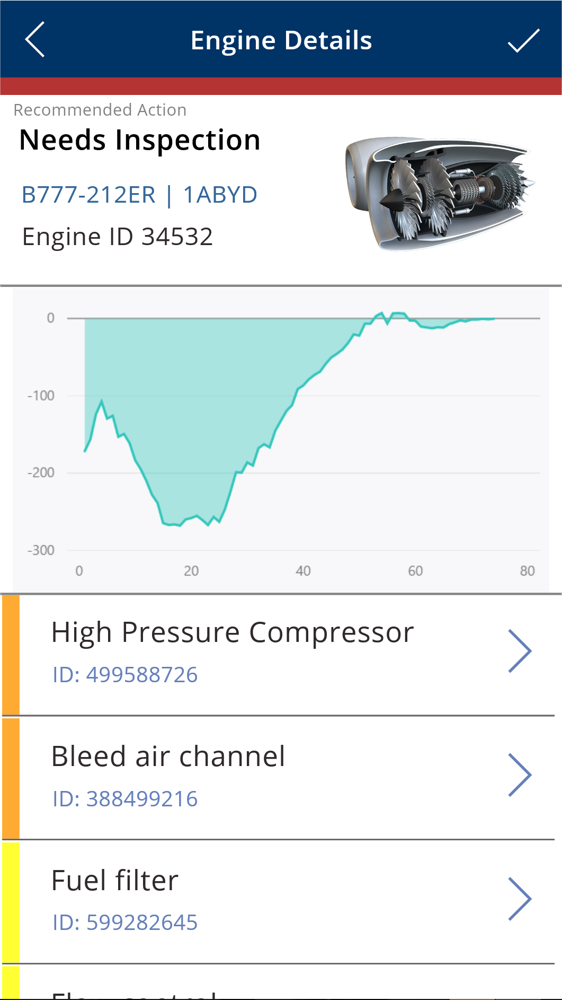 Engine Details
Recommended Action
Needs Inspection
B777-212ER | 1ABYD
Engine ID 34532
0
-100
-200
-300
0 20 40 60 80
High Pressure Compressor
ID: 499588726
Bleed air channel
ID: 388499216
Fuel filter
ID: 599282645